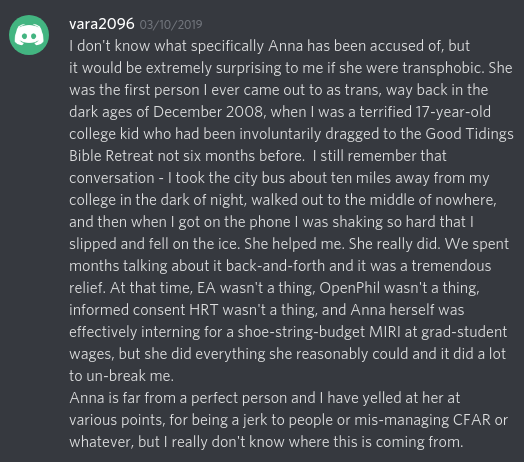 vara2096 03/10/2019
I don't know what specifically Anna has been accused of, but
it would be extremely surprising to me if she were transphobic. She
was the first person I ever came out to as trans, way back in the
dark ages of December 2008, when I was a terrified 17-year-old
college kid who had been involuntarily dragged to the Good Tidings
Bible Retreat not six months before.  I still remember that
conversation - I took the city bus about ten miles away from my
college in the dark of night, walked out to the middle of nowhere,
and then when I got on the phone I was shaking so hard that I
slipped and fell on the ice. She helped me. She really did. We spent
months talking about it back-and-forth and it was a tremendous
relief. At that time, EA wasn't a thing, OpenPhil wasn't a thing,
informed consent HRT wasn't a thing, and Anna herself was
effectively interning for a shoe-string-budget MIRI at grad-student
wages, but she did everything she reasonably could and it did a lot
to un-break me.
Anna is far from a perfect person and I have yelled at her at
various points, for being a jerk to people or mis-managing CFAR or
whatever, but I really don't know where this is coming from.